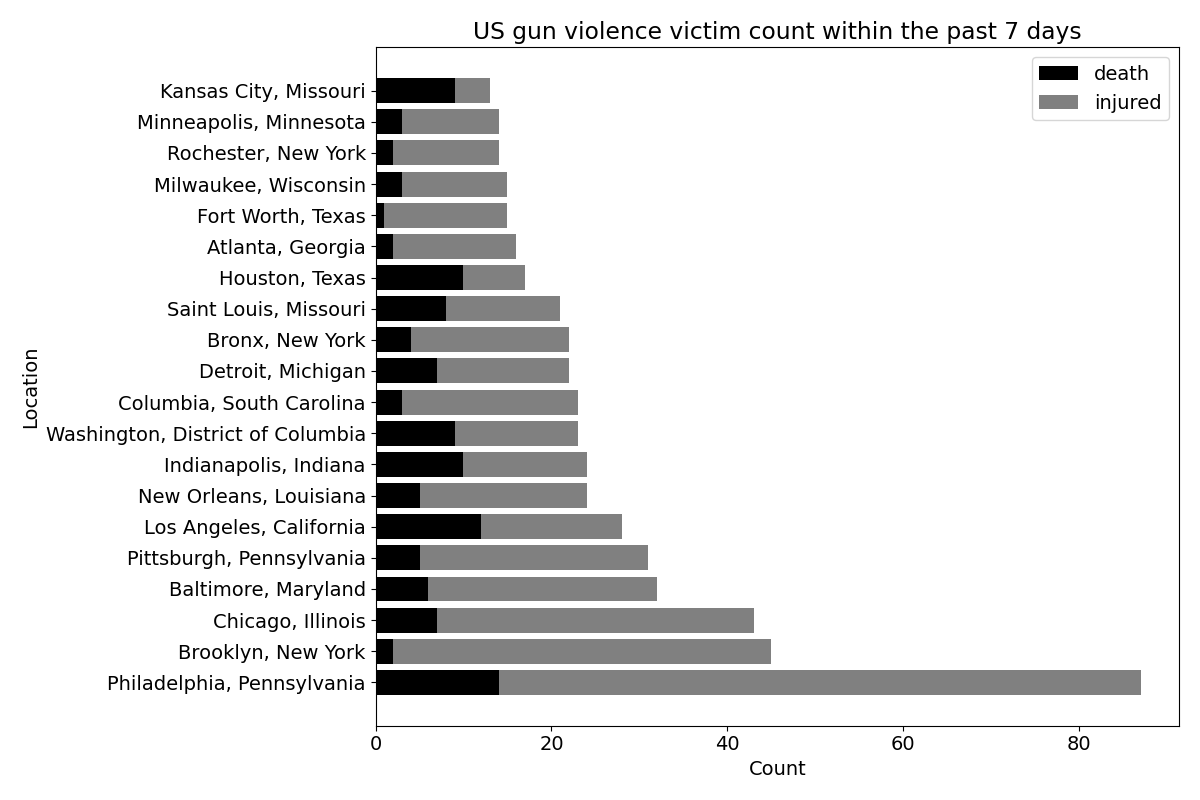 US gun violence victim count within the past 7 days
death
injured
Location
Kansas City, Missouri
Minneapolis, Minnesota
Rochester, New York
Milwaukee, Wisconsin
Fort Worth, Texas
Atlanta, Georgia
Houston, Texas
Saint Louis, Missouri
Bronx, New York
Detroit, Michigan
Columbia, South Carolina
Washington, District of Columbia
Indianapolis, Indiana
New Orleans, Louisiana
Los Angeles, California
Pittsburgh, Pennsylvania
Baltimore, Maryland
Chicago, Illinois
Brooklyn, New York
Philadelphia, Pennsylvania
0 20 40 60 80
Count